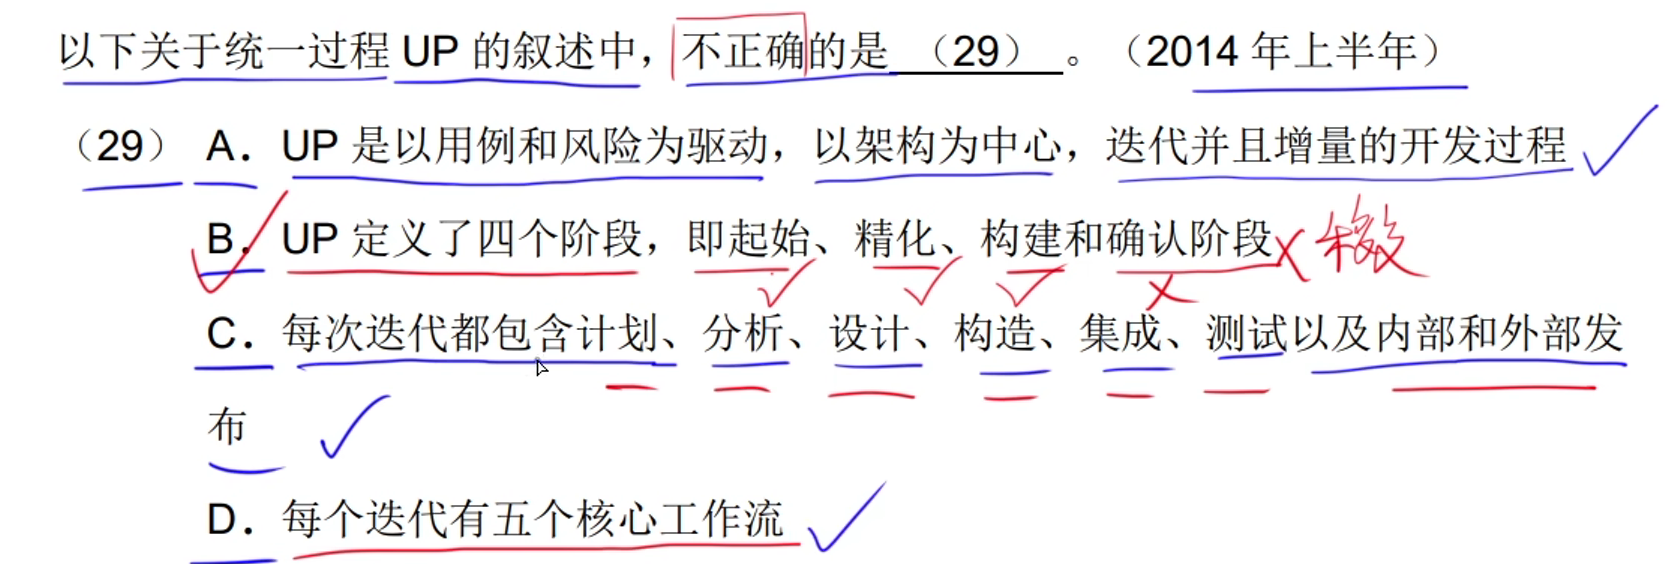 以下关于统一过程 UP 的叙述中，不正确的是 （29） 。（2014 年上半年）
（29） A．UP 是以用例和风险为驱动，以架构为中心，迭代并且增量的开发过程
B．UP 定义了四个阶段，即起始、精化、构建和确认阶段
C．每次迭代都包含计划、分析、设计、构造、集成、测试以及内部和外部发
布
D．每个迭代有五个核心工作流